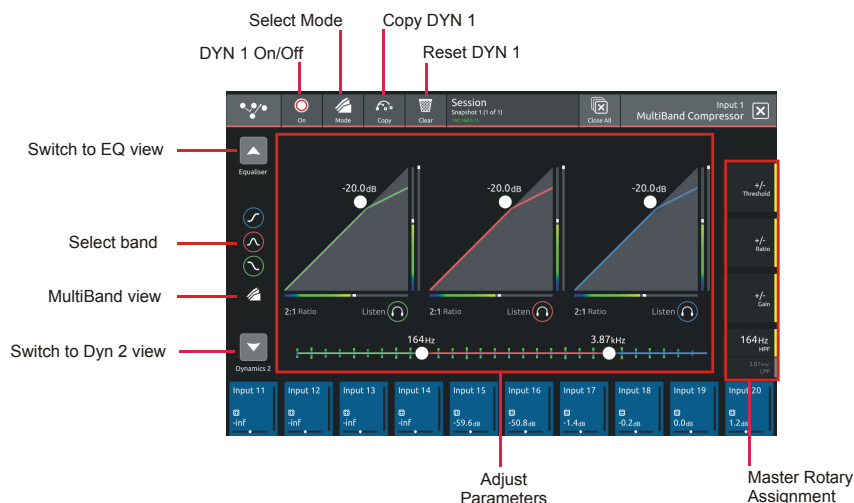 Select Mode
Copy DYN 1
DYN 1 On/Off
Reset DYN 1
On
Mode
Copy
Clear
Session
Snapshot 1 (1 of 1)
Close All
Input 1
MultiBand Compressor
Switch to EQ view
Equaliser
Select band
MultiBand view
Switch to Dyn 2 view
Dynamics 2
-20.0dB
-20.0dB
-20.0dB
2:1 Ratio
Listen
2:1 Ratio
Listen
2:1 Ratio
Listen
164Hz
3.87kHz
+/-
Threshold
+/-
Ratio
+/-
Gain
164Hz
HPF
3.87kHz
LPF
Input 11
-inf
Input 12
-inf
Input 13
-inf
Input 14
-inf
Input 15
-59.6dB
Input 16
-50.8dB
Input 17
-1.4dB
Input 18
-0.2dB
Input 19
0.0dB
Input 20
1.2dB
Adjust
Parameters
Master Rotary
Assignment